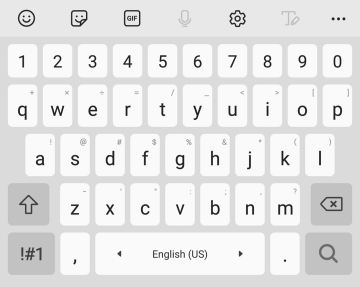 GIF T
1 2 3 4 5 6 7 8 9 0
+ × ÷ = / _ < > [ ]
q w e r t y u i o p
! @ # $ % & * ( )
a s d f g h j k l
- ' " : ; , ?
z x c v b n m
!#1 , English (US) .